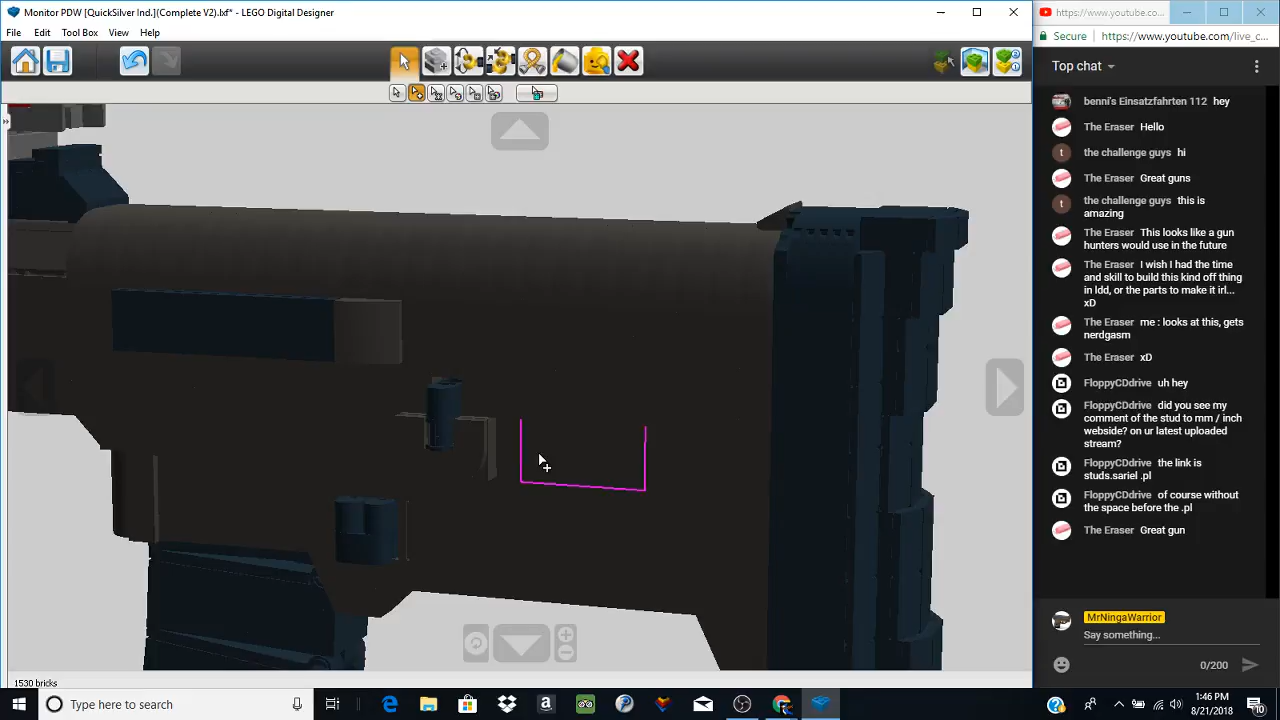 Monitor PDW [QuickSilver Ind.](Complete V2).lxf* - LEGO Digital Designer
File Edit Tool Box View Help
1530 bricks
https://www.youtube.co...
Secure https://www.youtube.com/live_c...
Top chat
benni's Einsatzfahrten 112 hey
The Eraser Hello
the challenge guys hi
The Eraser Great guns
the challenge guys this is
amazing
The Eraser This looks like a gun
hunters would use in the future
The Eraser I wish I had the time
and skill to build this kind off thing
in ldd, or the parts to make it irl...
xD
The Eraser me : looks at this, gets
nerdgasm
The Eraser xD
FloppyCDdrive uh hey
FloppyCDdrive did you see my
comment of the stud to mm / inch
webside? on ur latest uploaded
stream?
FloppyCDdrive the link is
studs.sariel .pl
FloppyCDdrive of course without
the space before the .pl
The Eraser Great gun
MrNingaWarrior
Say something...
0/200
Type here to search
1:46 PM
8/21/2018